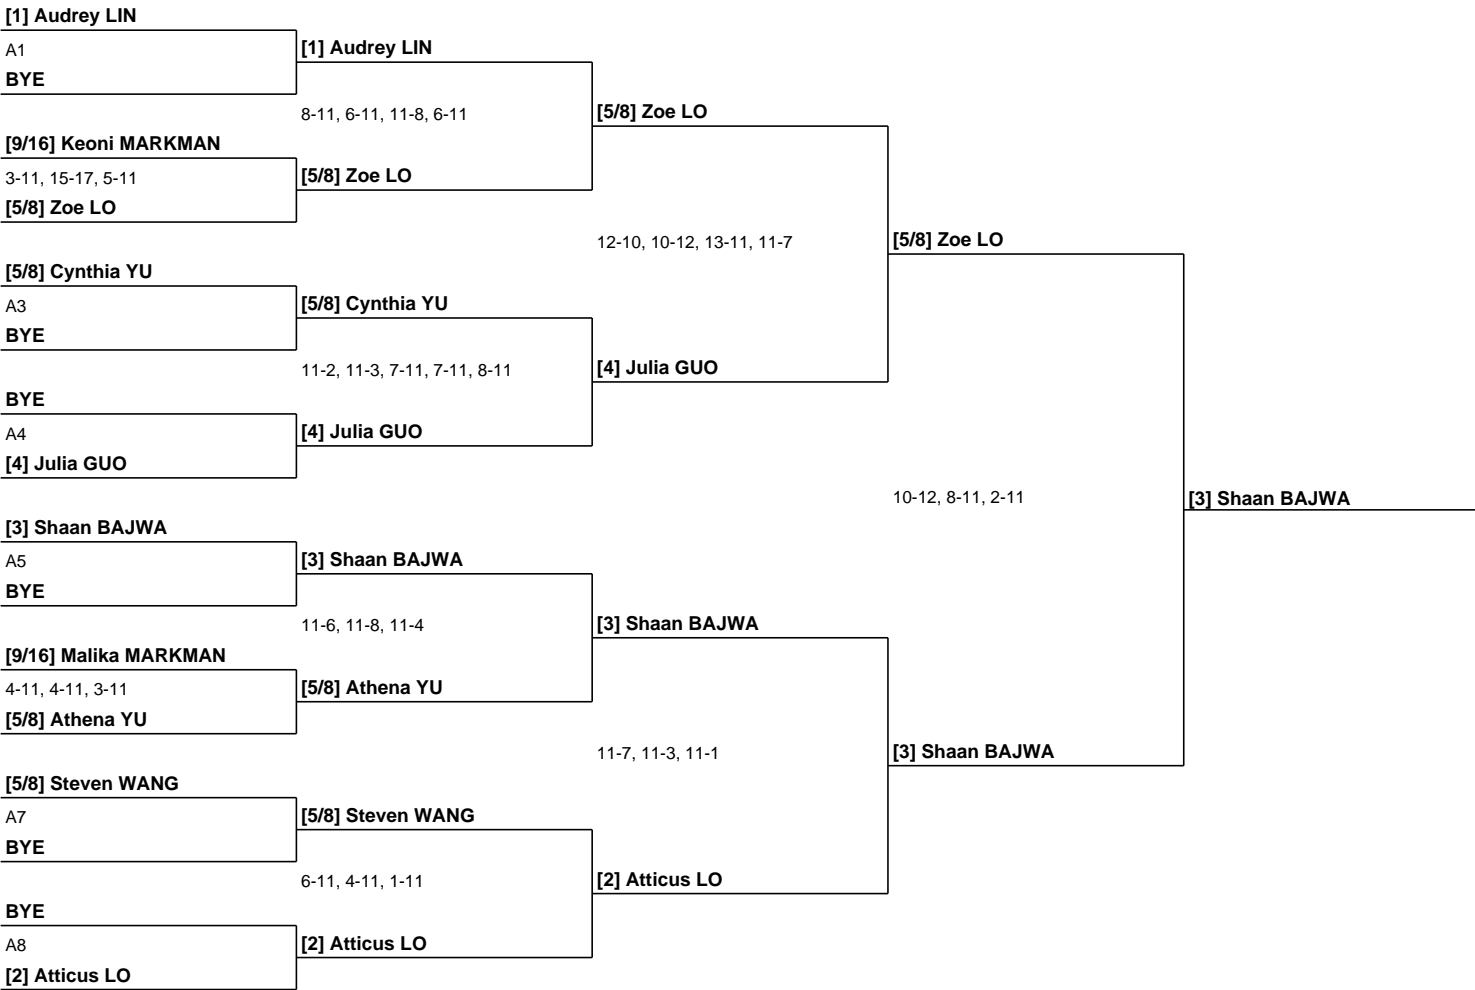 [1] Audrey LIN
A1
BYE
[9/16] Keoni MARKMAN
3-11, 15-17, 5-11
[5/8] Zoe LO
[5/8] Cynthia YU
A3
BYE
BYE
A4
[4] Julia GUO
[3] Shaan BAJWA
A5
BYE
[9/16] Malika MARKMAN
4-11, 4-11, 3-11
[5/8] Athena YU
[5/8] Steven WANG
A7
BYE
BYE
A8
[2] Atticus LO
[1] Audrey LIN
8-11, 6-11, 11-8, 6-11
[5/8] Zoe LO
[5/8] Cynthia YU
11-2, 11-3, 7-11, 7-11, 8-11
[4] Julia GUO
[3] Shaan BAJWA
11-6, 11-8, 11-4
[5/8] Athena YU
[5/8] Steven WANG
6-11, 4-11, 1-11
[2] Atticus LO
[5/8] Zoe LO
12-10, 10-12, 13-11, 11-7
[4] Julia GUO
[3] Shaan BAJWA
11-7, 11-3, 11-1
[2] Atticus LO
[5/8] Zoe LO
10-12, 8-11, 2-11
[3] Shaan BAJWA
[3] Shaan BAJWA